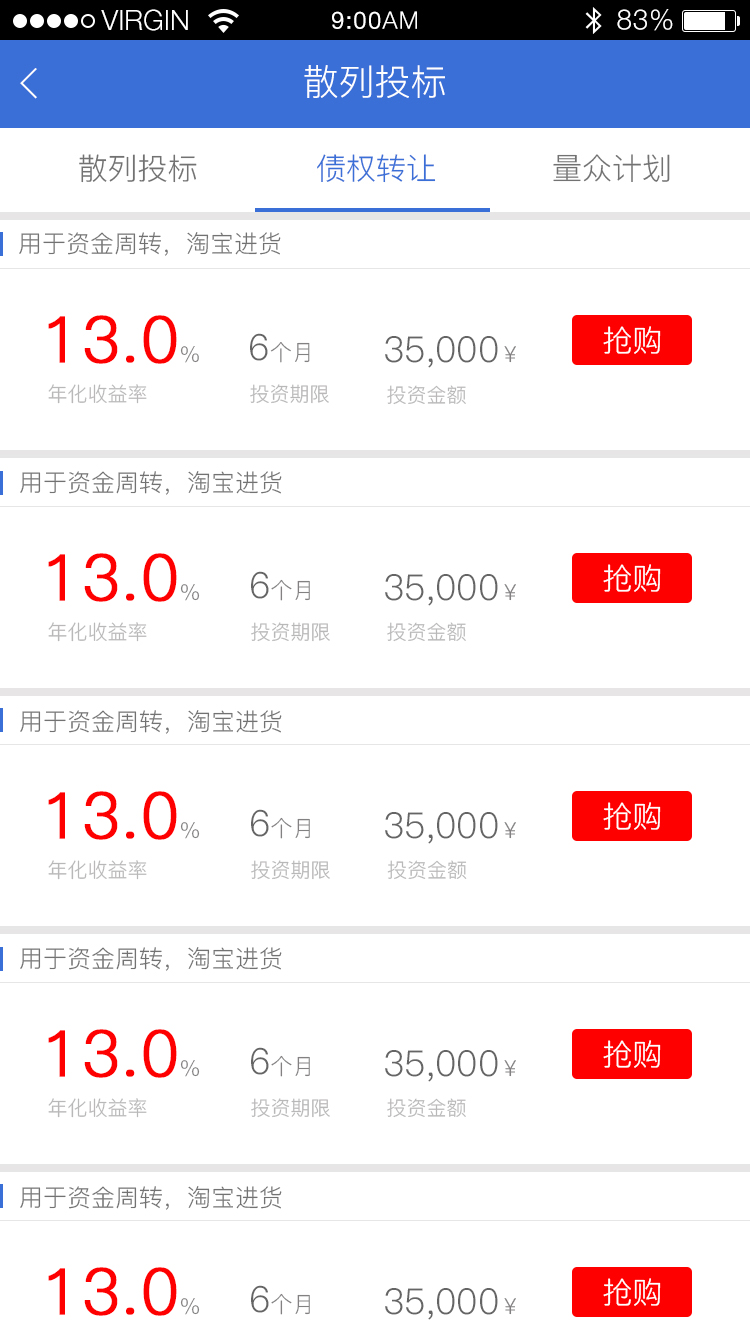 VIRGIN 9:00AM 83%
散列投标
散列投标 债权转让 量众计划
用于资金周转，淘宝进货
13.0% 6个月 35,000¥ 抢购
年化收益率 投资期限 投资金额
用于资金周转，淘宝进货
13.0% 6个月 35,000¥ 抢购
年化收益率 投资期限 投资金额
用于资金周转，淘宝进货
13.0% 6个月 35,000¥ 抢购
年化收益率 投资期限 投资金额
用于资金周转，淘宝进货
13.0% 6个月 35,000¥ 抢购
年化收益率 投资期限 投资金额
用于资金周转，淘宝进货
13.0% 6个月 35,000¥ 抢购